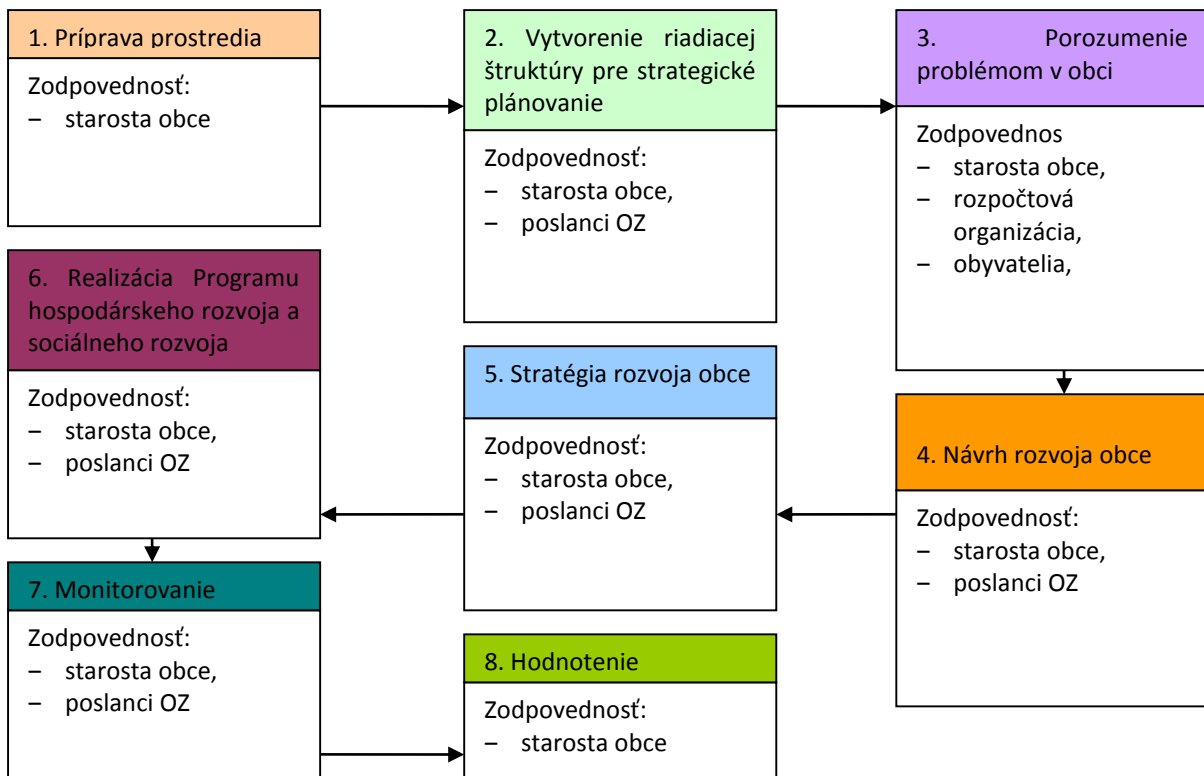 1. Príprava prostredia
Zodpovednosť:
– starosta obce
2. Vytvorenie riadiacej
štruktúry pre strategické
plánovanie
Zodpovednosť:
– starosta obce,
– poslanci OZ
3. Porozumenie
problémom v obci
Zodpovednos
– starosta obce,
– rozpočtová
organizácia,
– obyvatelia,
4. Návrh rozvoja obce
Zodpovednosť:
– starosta obce,
– poslanci OZ
5. Stratégia rozvoja obce
Zodpovednosť:
– starosta obce,
– poslanci OZ
6. Realizácia Programu
hospodárskeho rozvoja a
sociálneho rozvoja
Zodpovednosť:
– starosta obce,
– poslanci OZ
7. Monitorovanie
Zodpovednosť:
– starosta obce,
– poslanci OZ
8. Hodnotenie
Zodpovednosť:
– starosta obce